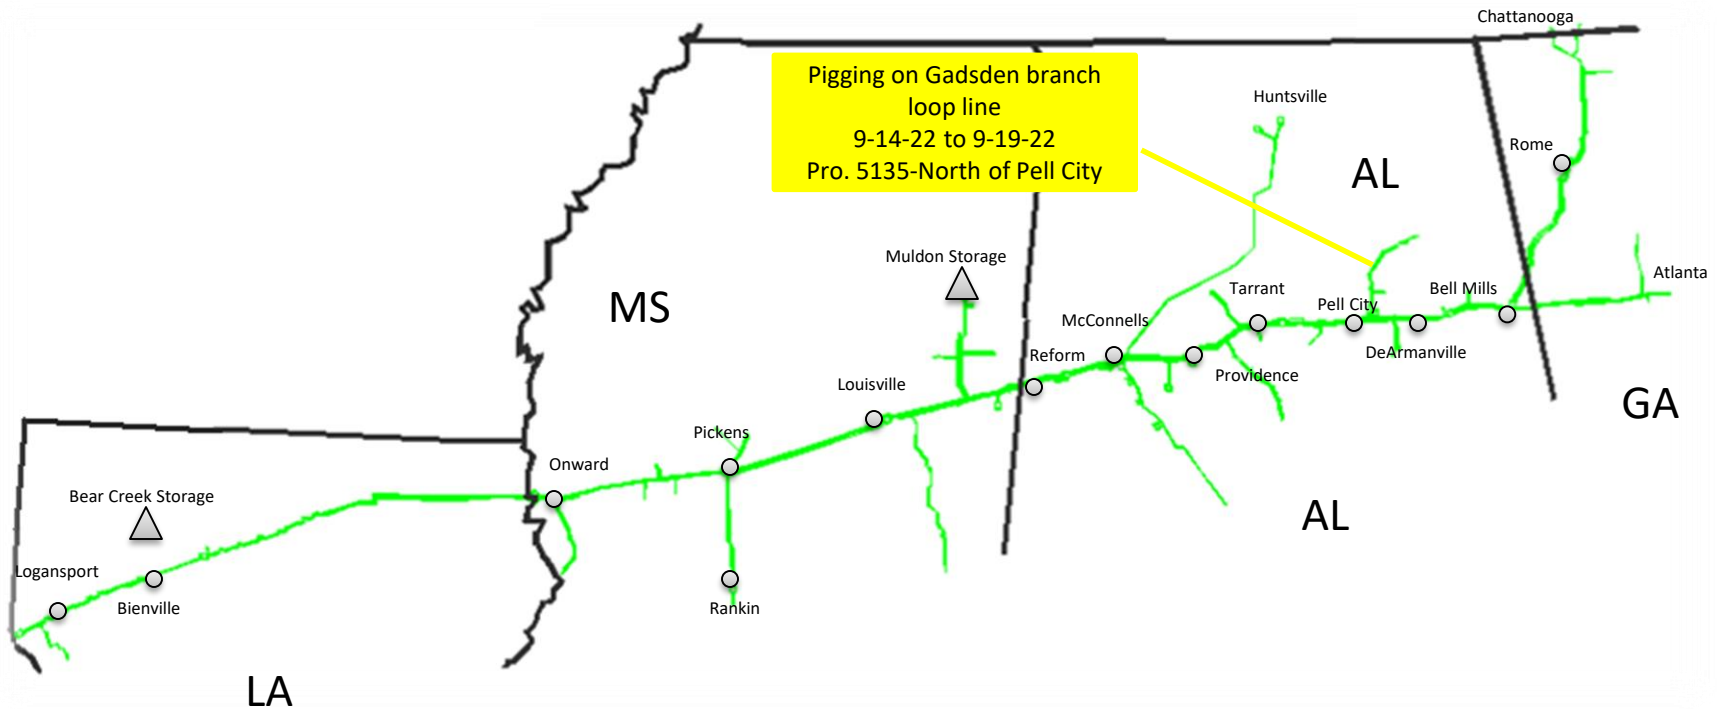 Chattanooga
Pigging on Gadsden branch
loop line
9-14-22 to 9-19-22
Pro. 5135-North of Pell City
Huntsville
Rome
AL
Muldon Storage
MS
Atlanta
Tarrant
Bell Mills
Pell City
McConnells
Reform
DeArmanville
Providence
Louisville
GA
Pickens
Onward
Bear Creek Storage
AL
Logansport
Bienville
Rankin
LA